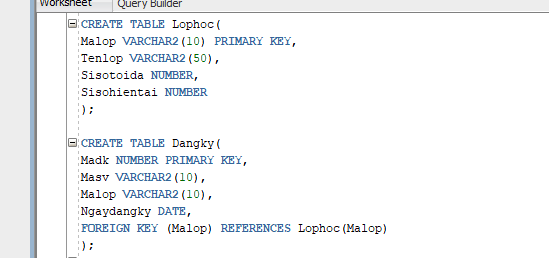 Worksheet Query Builder
CREATE TABLE Lophoc(
Malop VARCHAR2(10) PRIMARY KEY,
Tenlop VARCHAR2(50),
Sisotoida NUMBER,
Sisohientai NUMBER
);
CREATE TABLE Dangky(
Madk NUMBER PRIMARY KEY,
Masv VARCHAR2(10),
Malop VARCHAR2(10),
Ngaydangky DATE,
FOREIGN KEY (Malop) REFERENCES Lophoc(Malop)
);